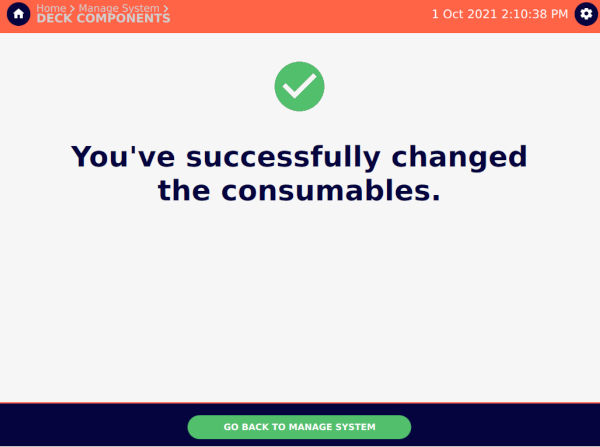 Home > Manage System >
DECK COMPONENTS
1 Oct 2021 2:10:38 PM
You've successfully changed
the consumables.
GO BACK TO MANAGE SYSTEM